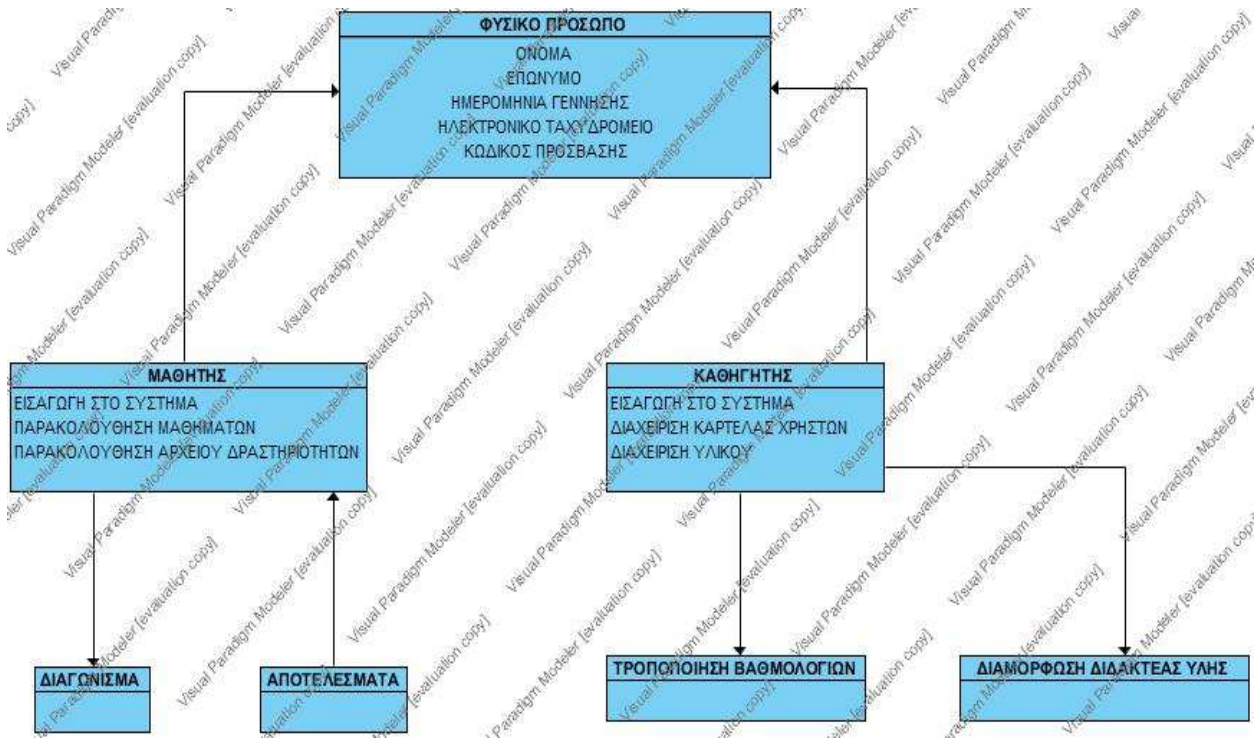 ΦΥΣΙΚΟ ΠΡΟΣΩΠΟ
ΟΝΟΜΑ
ΕΠΩΝΥΜΟ
ΗΜΕΡΟΜΗΝΙΑ ΓΕΝΝΗΣΗΣ
ΗΛΕΚΤΡΟΝΙΚΟ ΤΑΧΥΔΡΟΜΕΙΟ
ΚΩΔΙΚΟΣ ΠΡΟΣΒΑΣΗΣ
ΜΑΘΗΤΗΣ
ΕΙΣΑΓΩΓΗ ΣΤΟ ΣΥΣΤΗΜΑ
ΠΑΡΑΚΟΛΟΥΘΗΣΗ ΜΑΘΗΜΑΤΩΝ
ΠΑΡΑΚΟΛΟΥΘΗΣΗ ΑΡΧΕΙΟΥ ΔΡΑΣΤΗΡΙΟΤΗΤΩΝ
ΚΑΘΗΓΗΤΗΣ
ΕΙΣΑΓΩΓΗ ΣΤΟ ΣΥΣΤΗΜΑ
ΔΙΑΧΕΙΡΙΣΗ ΚΑΡΤΕΛΑΣ ΧΡΗΣΤΩΝ
ΔΙΑΧΕΙΡΙΣΗ ΥΛΙΚΟΥ
ΔΙΑΓΩΝΙΣΜΑ
ΑΠΟΤΕΛΕΣΜΑΤΑ
ΤΡΟΠΟΠΟΙΗΣΗ ΒΑΘΜΟΛΟΓΙΩΝ
ΔΙΑΜΟΡΦΩΣΗ ΔΙΔΑΚΤΕΑΣ ΥΛΗΣ
Visual Paradigm Modeler [evaluation copy]